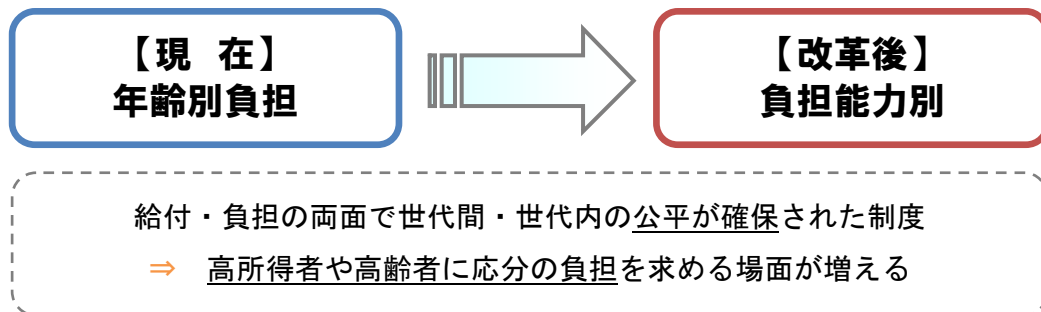 【現 在】
年齢別負担
【改革後】
負担能力別
給付・負担の両面で世代間・世代内の公平が確保された制度
⇒ 高所得者や高齢者に応分の負担を求める場面が増える